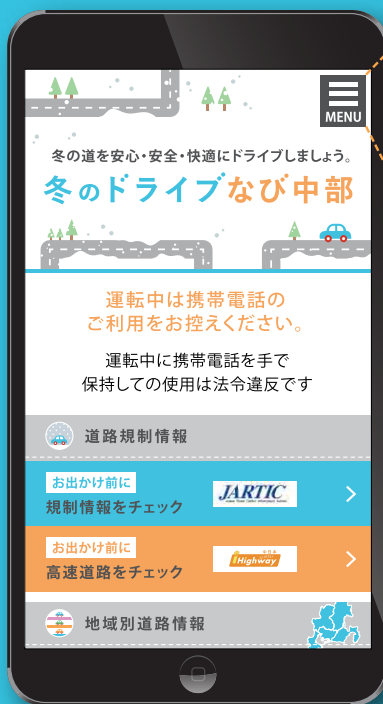 MENU
冬の道を安心・安全・快適にドライブしましょう。
冬のドライブなび中部
運転中は携帯電話の
ご利用をお控えください。
運転中に携帯電話を手で
保持しての使用は法令違反です
道路規制情報
お出かけ前に
規制情報をチェック
JARTIC
お出かけ前に
高速道路をチェック
中日本
iHighway
地域別道路情報